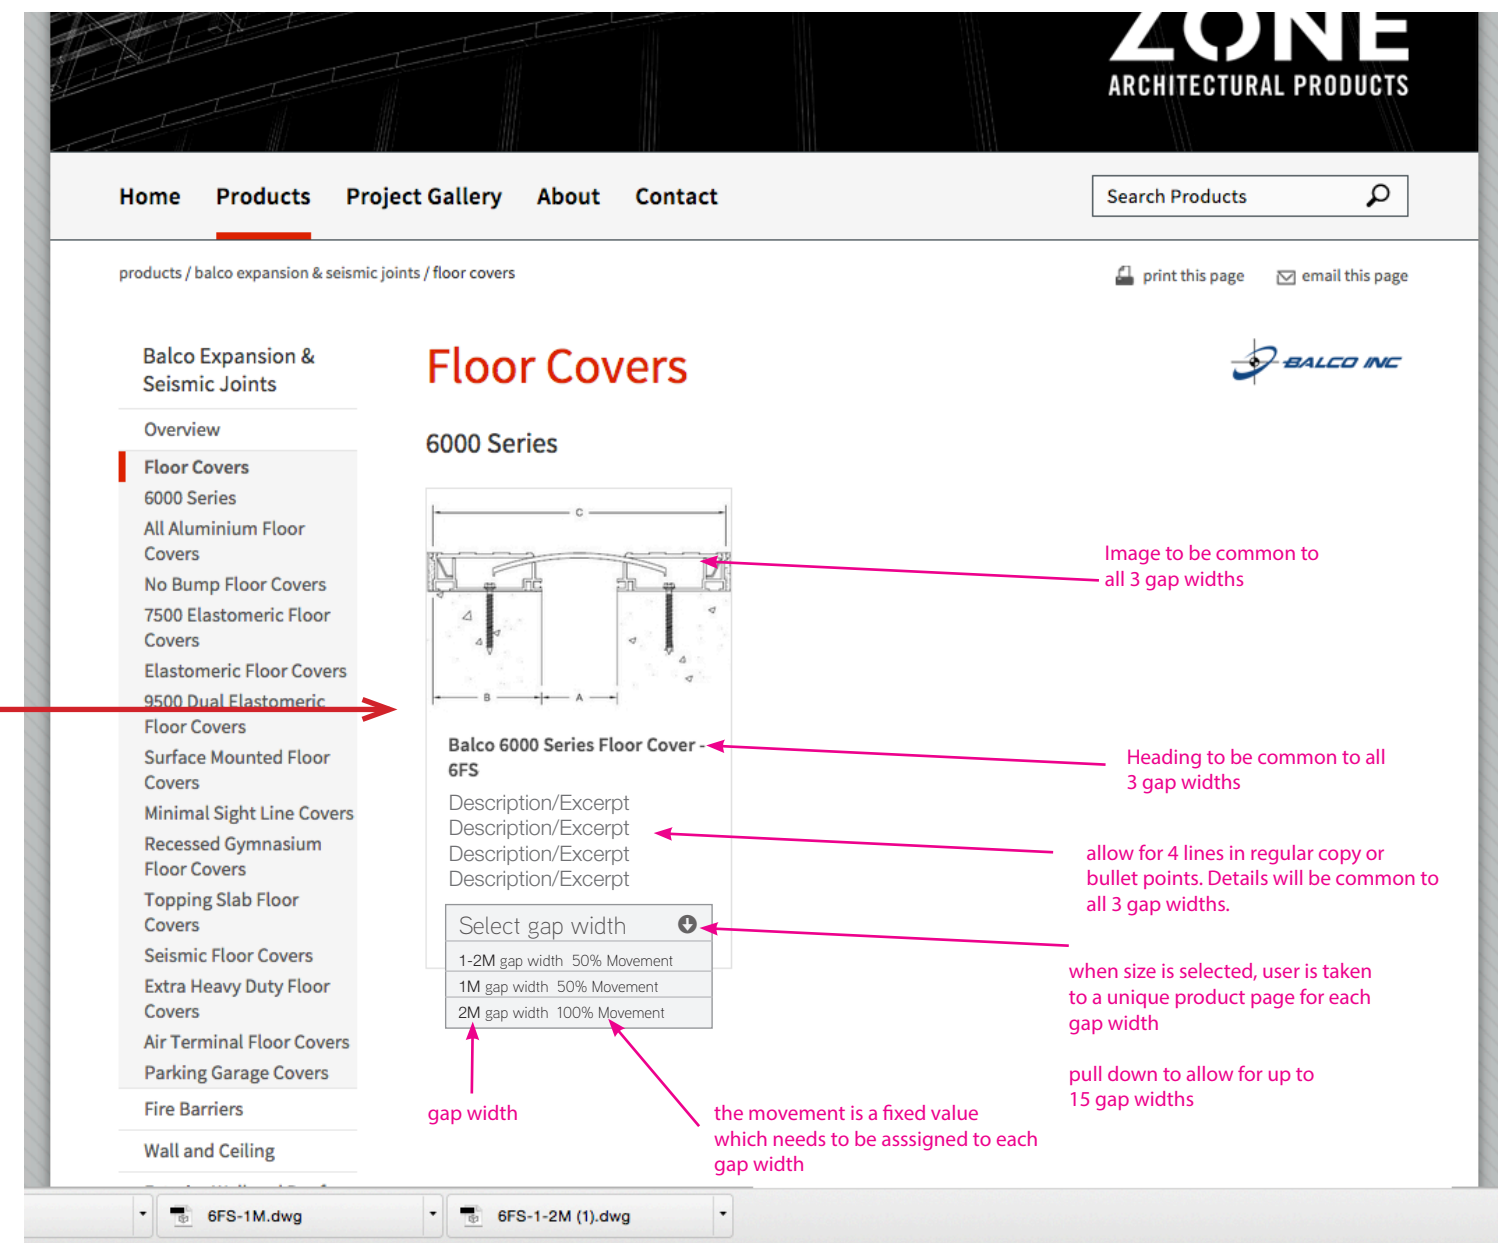 ZONE
ARCHITECTURAL PRODUCTS
Home Products Project Gallery About Contact
Search Products
products / balco expansion & seismic joints / floor covers
print this page email this page
Balco Expansion &
Seismic Joints
Overview
Floor Covers
6000 Series
All Aluminium Floor
Covers
No Bump Floor Covers
7500 Elastomeric Floor
Covers
Elastomeric Floor Covers
9500 Dual Elastomeric
Floor Covers
Surface Mounted Floor
Covers
Minimal Sight Line Covers
Recessed Gymnasium
Floor Covers
Topping Slab Floor
Covers
Seismic Floor Covers
Extra Heavy Duty Floor
Covers
Air Terminal Floor Covers
Parking Garage Covers
Fire Barriers
Wall and Ceiling
Floor Covers
BALCO INC
6000 Series
C
B
A
Balco 6000 Series Floor Cover -
6FS
Description/Excerpt
Description/Excerpt
Description/Excerpt
Description/Excerpt
Select gap width
1-2M gap width 50% Movement
1M gap width 50% Movement
2M gap width 100% Movement
Image to be common to
all 3 gap widths
Heading to be common to all
3 gap widths
allow for 4 lines in regular copy or
bullet points. Details will be common to
all 3 gap widths.
when size is selected, user is taken
to a unique product page for each
gap width
pull down to allow for up to
15 gap widths
gap width
the movement is a fixed value
which needs to be asssigned to each
gap width
6FS-1M.dwg
6FS-1-2M (1).dwg